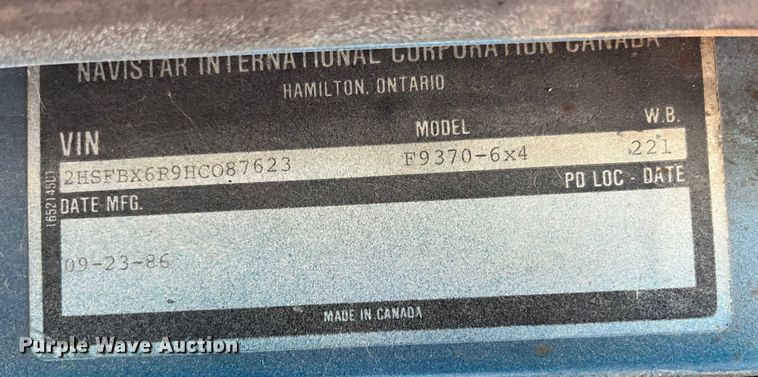 NAVISTAR INTERNATIONAL CORPORATION CANADA
HAMILTON, ONTARIO
VIN MODEL W.B.
2HSFBX6R9HC087623 F9370-6x4 221
DATE MFG. PD LOC - DATE
09-23-86
MADE IN CANADA
1652145C1
Purple Wave Auction